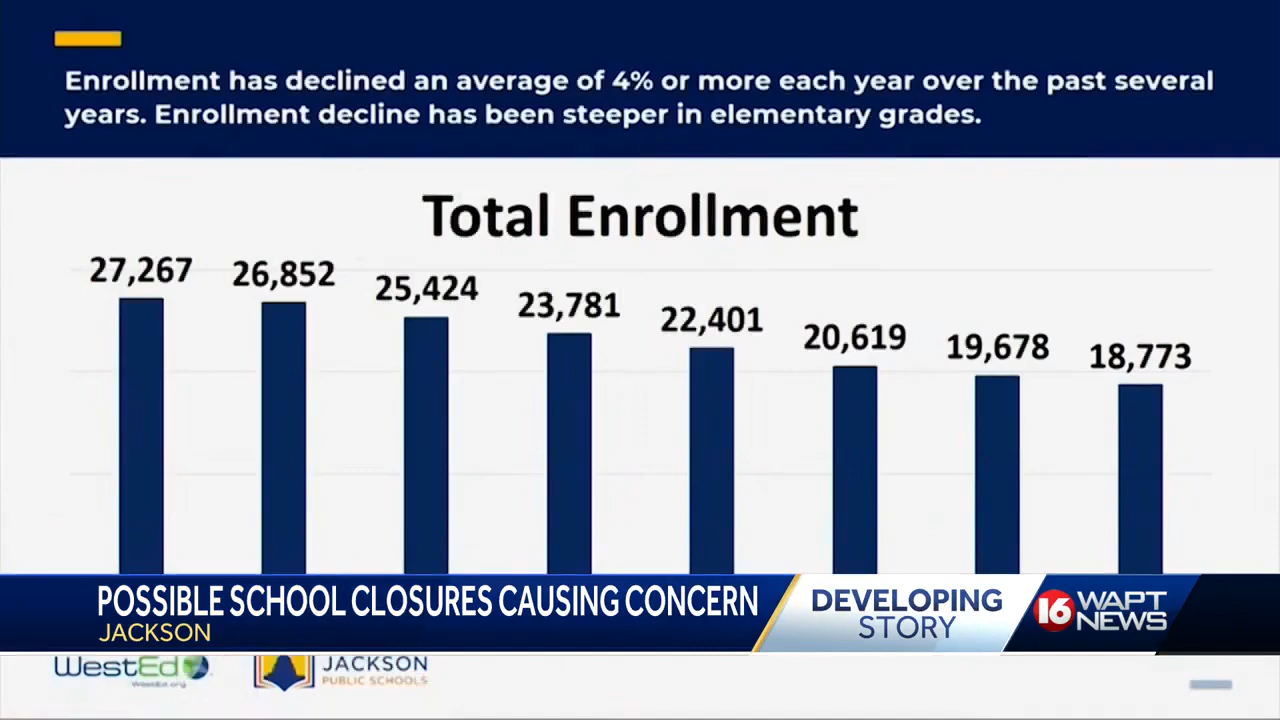 Enrollment has declined an average of 4% or more each year over the past several
years. Enrollment decline has been steeper in elementary grades.
Total Enrollment
27,267
26,852
25,424
23,781
22,401
20,619
19,678
18,773
POSSIBLE SCHOOL CLOSURES CAUSING CONCERN
JACKSON
DEVELOPING
STORY
16 WAPT
NEWS
WestEd
WestEd.org
JACKSON
PUBLIC SCHOOLS